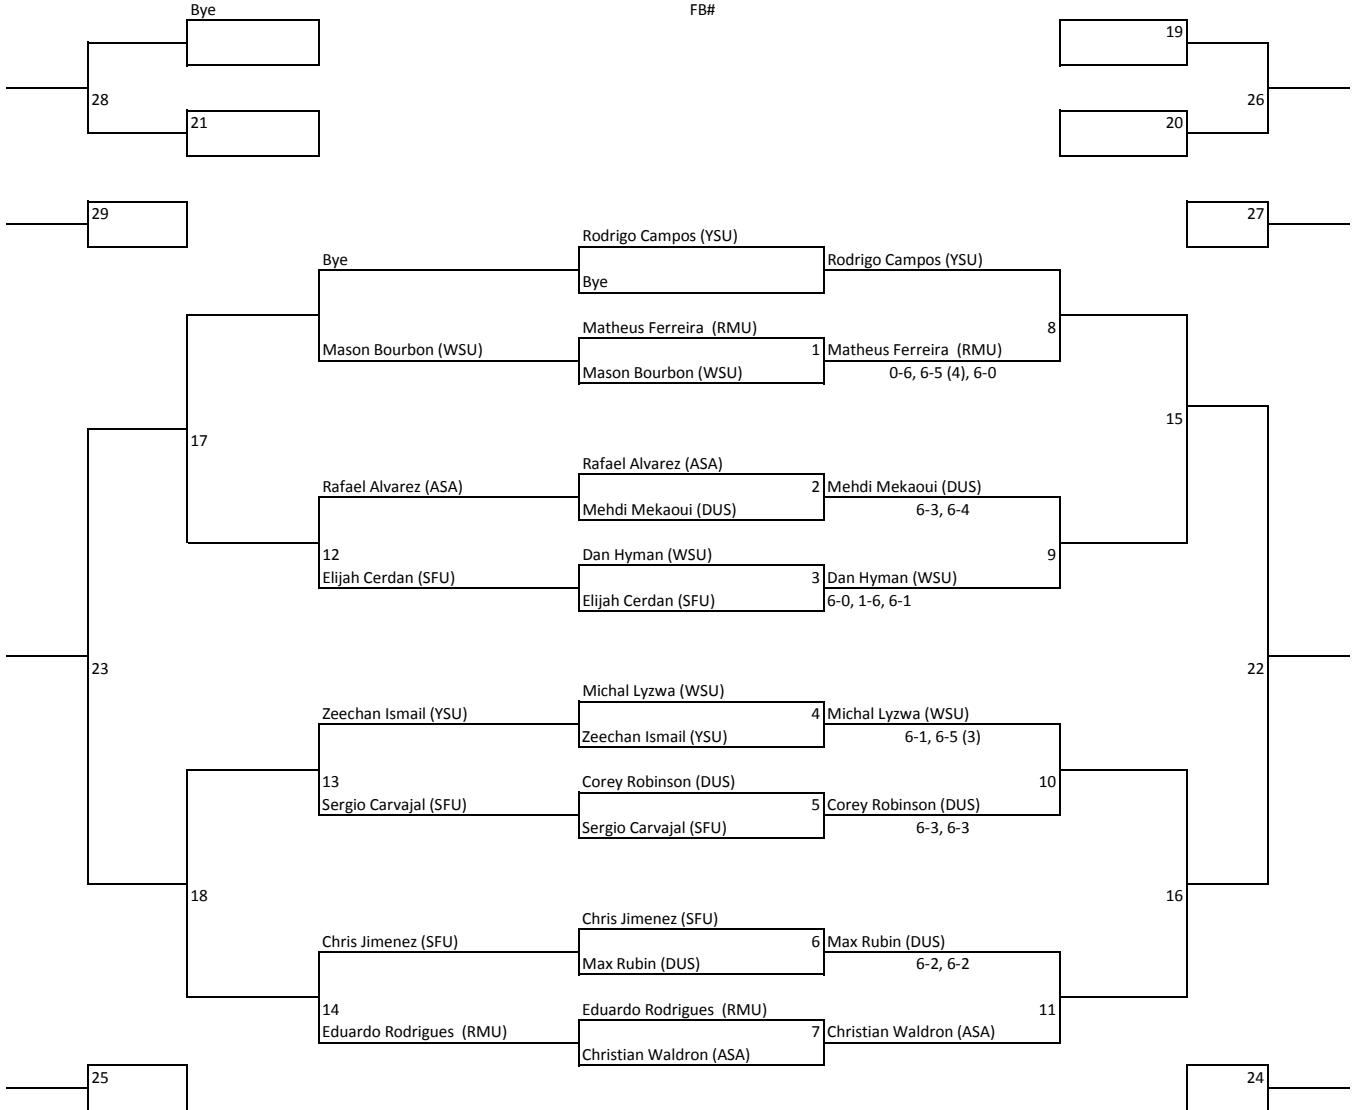 Bye FB#
19
28 26
21 20
29 27
Rodrigo Campos (YSU)
Bye Rodrigo Campos (YSU)
Bye
Matheus Ferreira  (RMU) 8
Mason Bourbon (WSU) 1 Matheus Ferreira  (RMU)
Mason Bourbon (WSU) 0-6, 6-5 (4), 6-0
15
17
Rafael Alvarez (ASA)
Rafael Alvarez (ASA) 2 Mehdi Mekaoui (DUS)
Mehdi Mekaoui (DUS) 6-3, 6-4
12 Dan Hyman (WSU) 9
Elijah Cerdan (SFU) 3 Dan Hyman (WSU)
Elijah Cerdan (SFU) 6-0, 1-6, 6-1
23 22
Michal Lyzwa (WSU)
Zeechan Ismail (YSU) 4 Michal Lyzwa (WSU)
Zeechan Ismail (YSU) 6-1, 6-5 (3)
13 Corey Robinson (DUS) 10
Sergio Carvajal (SFU) 5 Corey Robinson (DUS)
Sergio Carvajal (SFU) 6-3, 6-3
18 16
Chris Jimenez (SFU)
Chris Jimenez (SFU) 6 Max Rubin (DUS)
Max Rubin (DUS) 6-2, 6-2
14 Eduardo Rodrigues  (RMU) 11
Eduardo Rodrigues  (RMU) 7 Christian Waldron (ASA)
Christian Waldron (ASA)
25 24